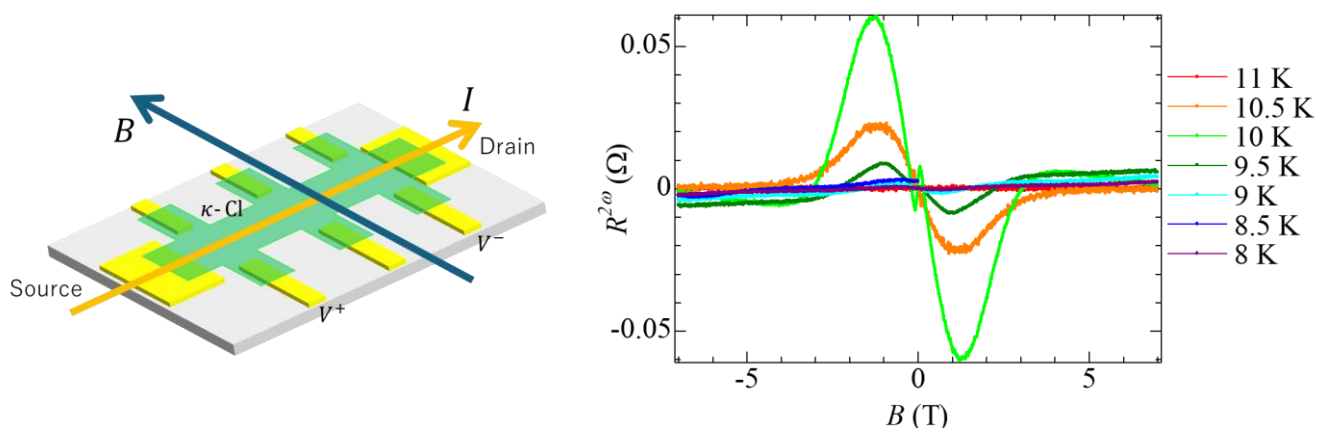 B
I
Drain
κ- Cl
V⁻
Source
V⁺
0.05
0
-0.05
R²ᵚ (Ω)
-5
0
5
B (T)
11 K
10.5 K
10 K
9.5 K
9 K
8.5 K
8 K